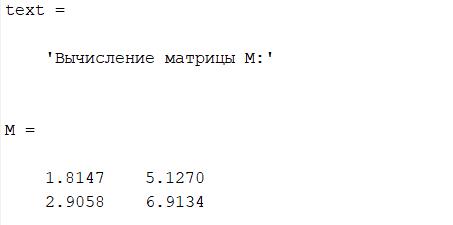 text =
'Вычисление матрицы M:'
M =
1.8147 5.1270
2.9058 6.9134